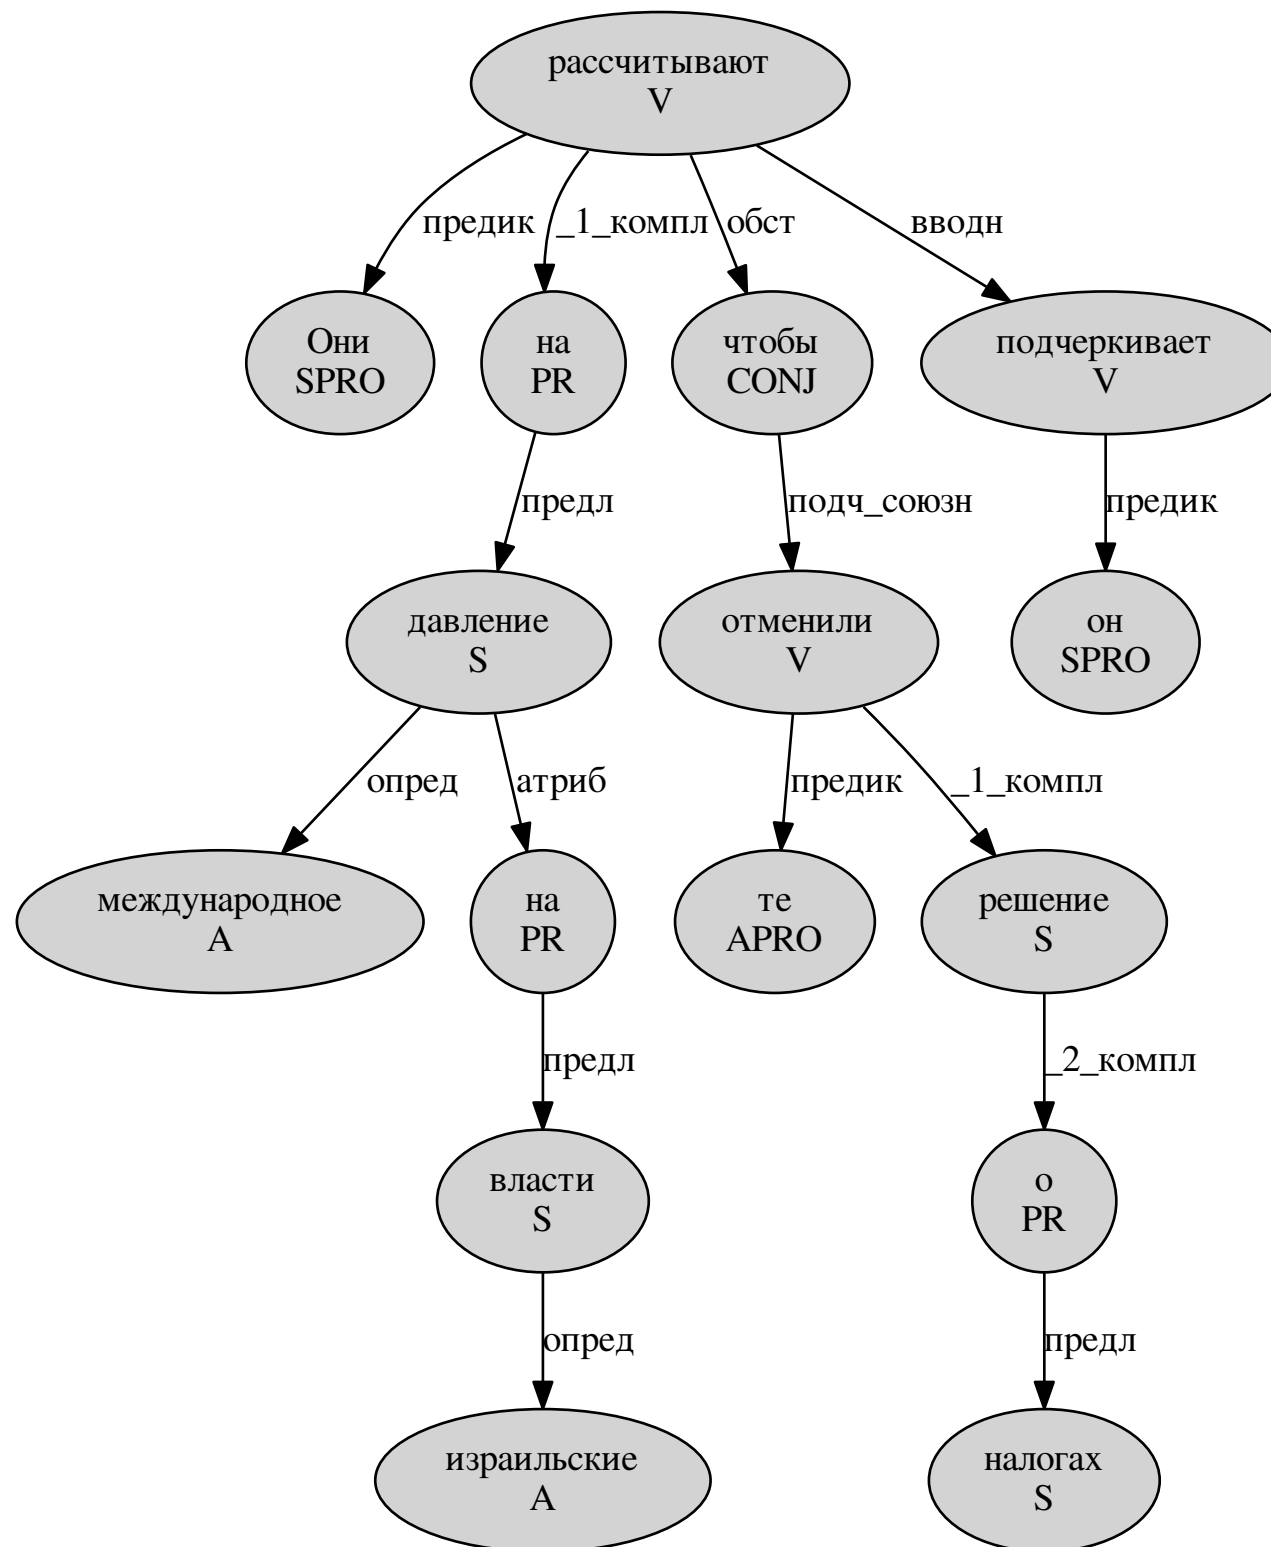 рассчитывают
V
предик
_1_компл
обст
вводн
Они
SPRO
на
PR
чтобы
CONJ
подчеркивает
V
предл
подч_союзн
предик
давление
S
отменили
V
он
SPRO
опред
атриб
предик
_1_компл
международное
A
на
PR
те
APRO
решение
S
предл
_2_компл
власти
S
о
PR
опред
предл
израильские
A
налогах
S